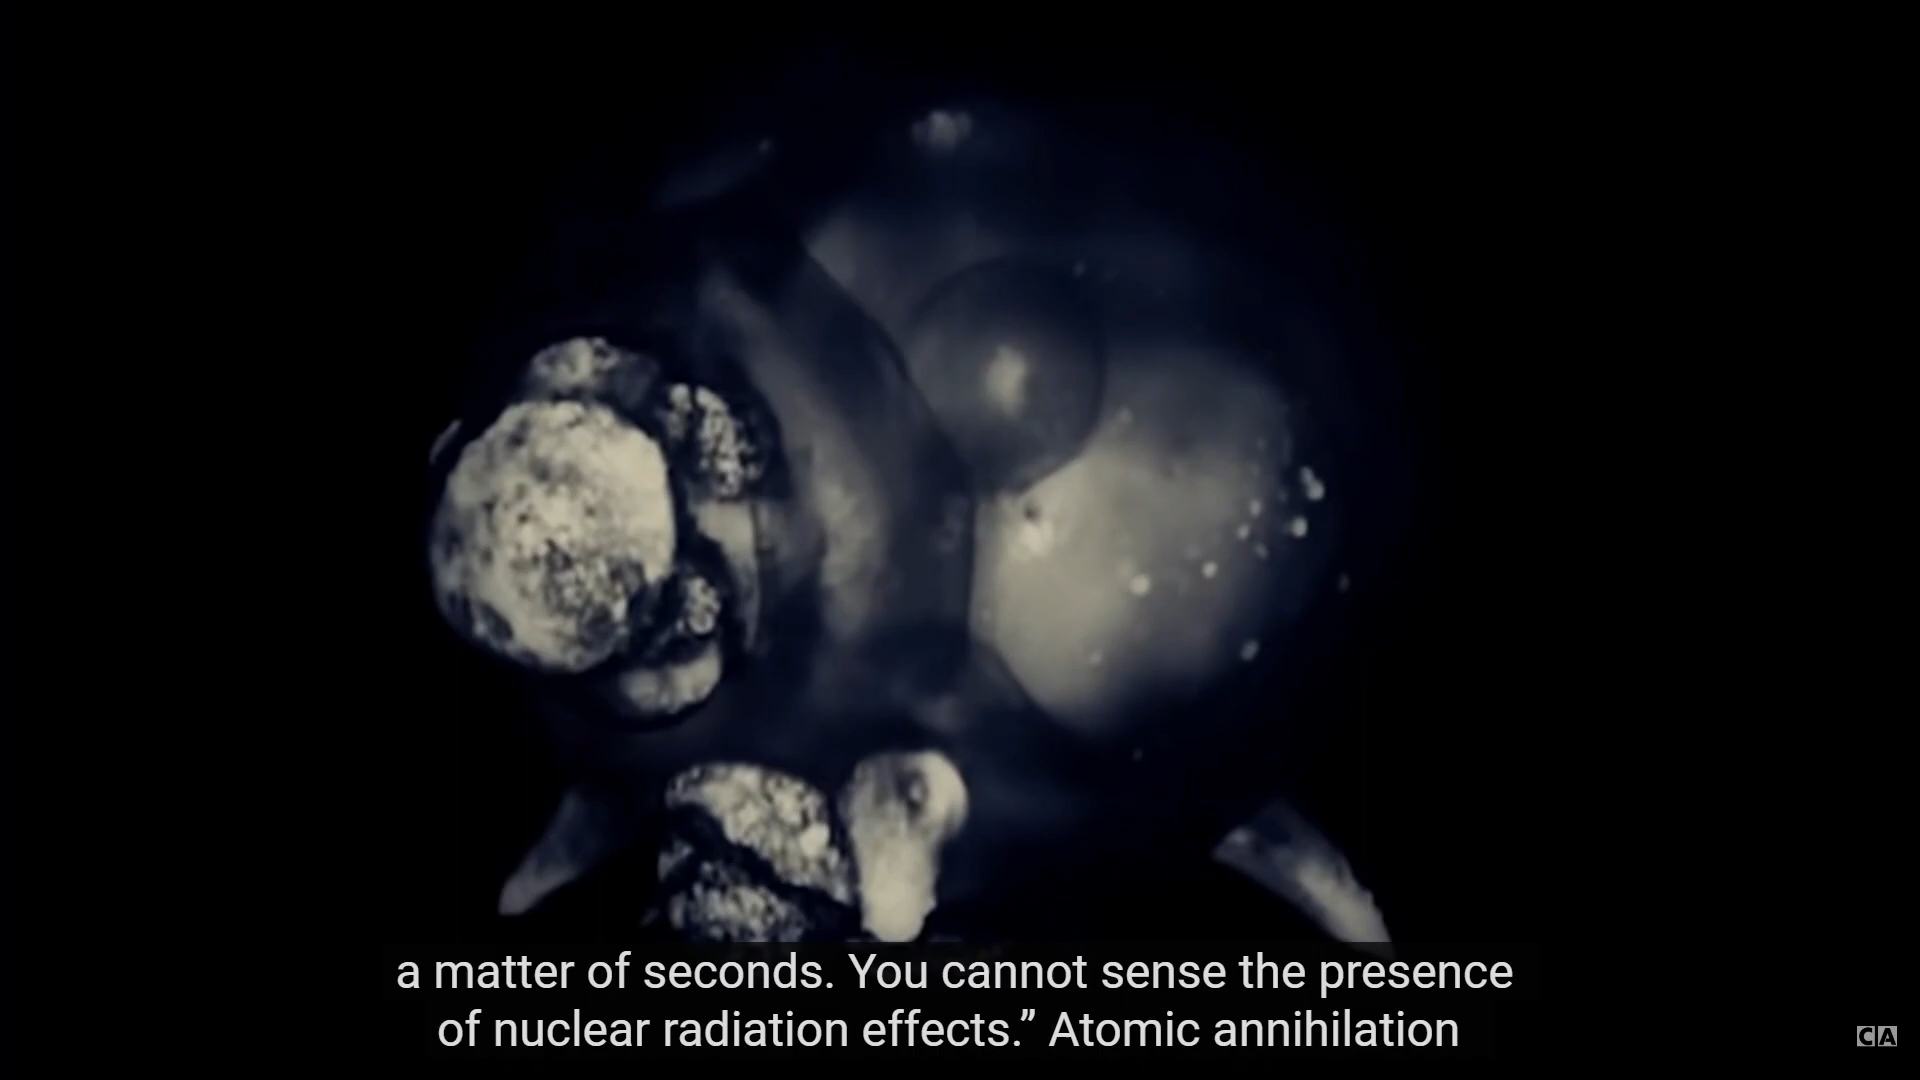 a matter of seconds. You cannot sense the presence
of nuclear radiation effects.” Atomic annihilation
CA